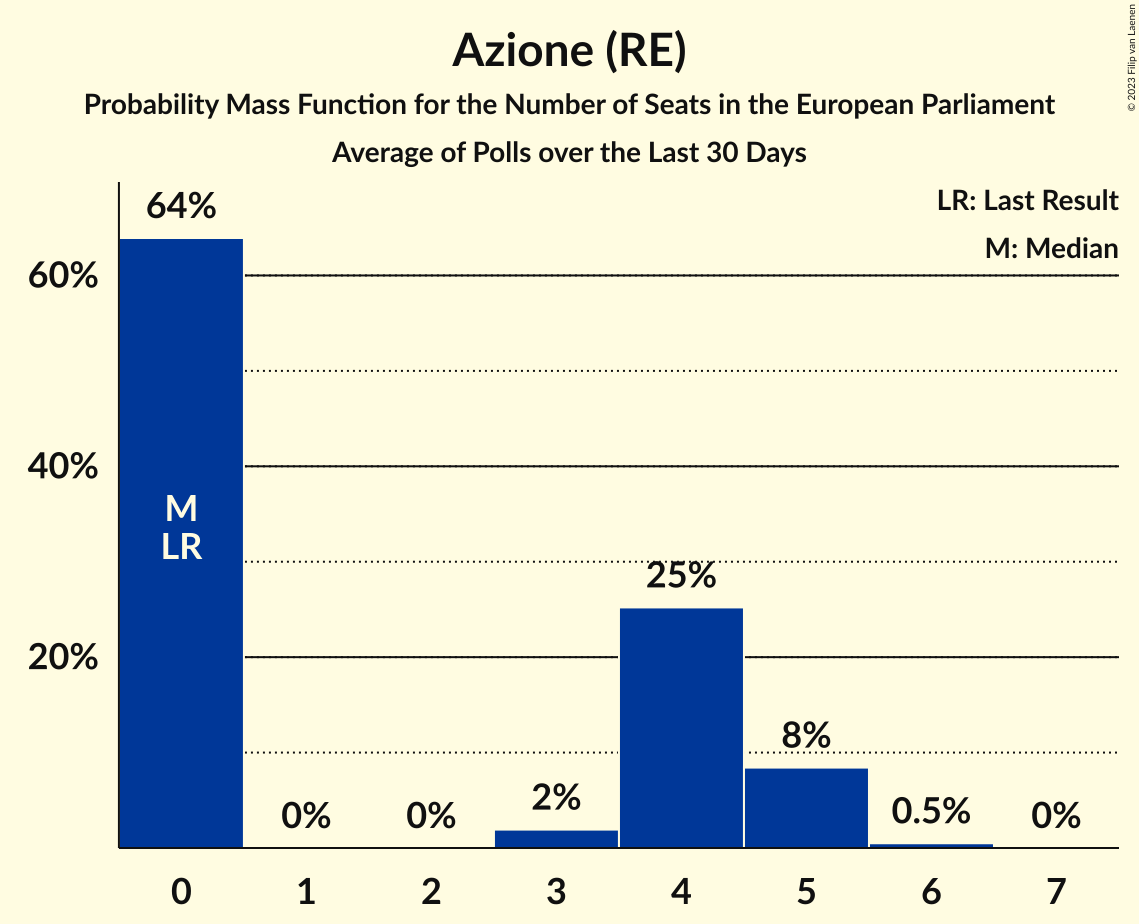 © 2023 Filip van Laenen
Azione (RE)
Probability Mass Function for the Number of Seats in the European Parliament
Average of Polls over the Last 30 Days
LR: Last Result
M: Median
64%
60%
40%
20%
M
LR
0%
0%
2%
25%
8%
0.5%
0%
0 1 2 3 4 5 6 7